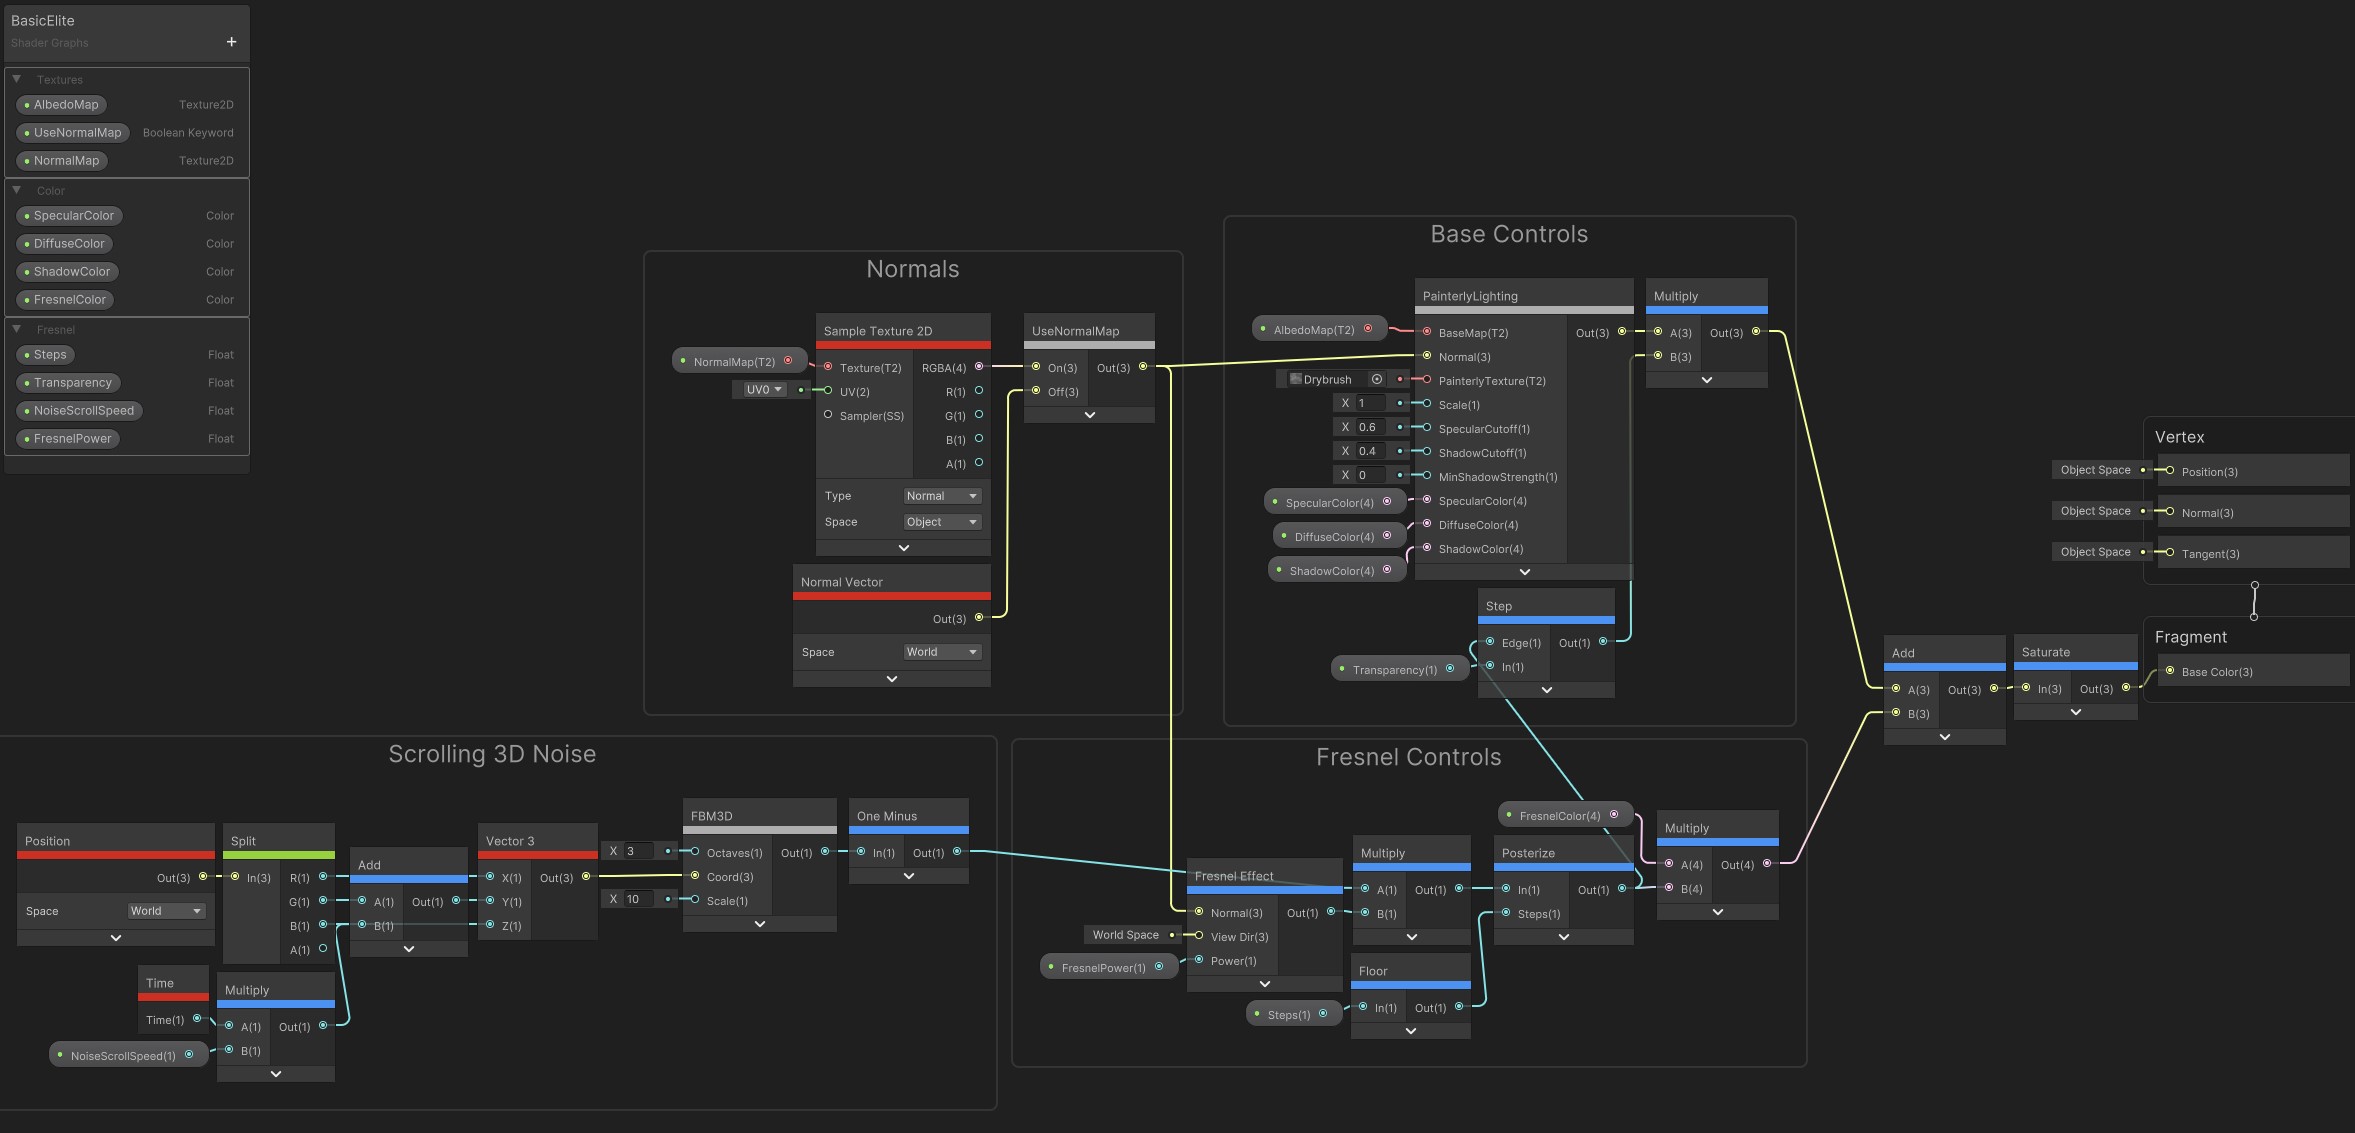 BasicElite
Shader Graphs
+
Textures
AlbedoMap Texture2D
UseNormalMap Boolean Keyword
NormalMap Texture2D
Color
SpecularColor Color
DiffuseColor Color
ShadowColor Color
FresnelColor Color
Fresnel
Steps Float
Transparency Float
NoiseScrollSpeed Float
FresnelPower Float
Normals
NormalMap(T2)
UV0
Sample Texture 2D
Texture(T2) RGBA(4)
UV(2) R(1)
Sampler(SS) G(1)
B(1)
A(1)
Type Normal
Space Object
Normal Vector
Out(3)
Space World
UseNormalMap
On(3) Out(3)
Off(3)
Base Controls
AlbedoMap(T2)
Drybrush
X 1
X 0.6
X 0.4
X 0
SpecularColor(4)
DiffuseColor(4)
ShadowColor(4)
PainterlyLighting
BaseMap(T2) Out(3)
Normal(3)
PainterlyTexture(T2)
Scale(1)
SpecularCutoff(1)
ShadowCutoff(1)
MinShadowStrength(1)
SpecularColor(4)
DiffuseColor(4)
ShadowColor(4)
Multiply
A(3) Out(3)
B(3)
Transparency(1)
Step
Edge(1) Out(1)
In(1)
Scrolling 3D Noise
Position
Out(3)
Space World
Split
In(3) R(1)
G(1)
B(1)
A(1)
Time
Time(1)
NoiseScrollSpeed(1)
Multiply
A(1) Out(1)
B(1)
Add
A(1) Out(1)
B(1)
Vector 3
X(1) Out(3)
Y(1)
Z(1)
X 3
X 10
FBM3D
Octaves(1) Out(1)
Coord(3)
Scale(1)
One Minus
In(1) Out(1)
Fresnel Controls
World Space
FresnelPower(1)
Fresnel Effect
Normal(3) Out(1)
View Dir(3)
Power(1)
Steps(1)
Multiply
A(1) Out(1)
B(1)
Floor
In(1) Out(1)
FresnelColor(4)
Posterize
In(1) Out(1)
Steps(1)
Multiply
A(4) Out(4)
B(4)
Add
A(3) Out(3)
B(3)
Saturate
In(3) Out(3)
Vertex
Object Space Position(3)
Object Space Normal(3)
Object Space Tangent(3)
Fragment
Base Color(3)